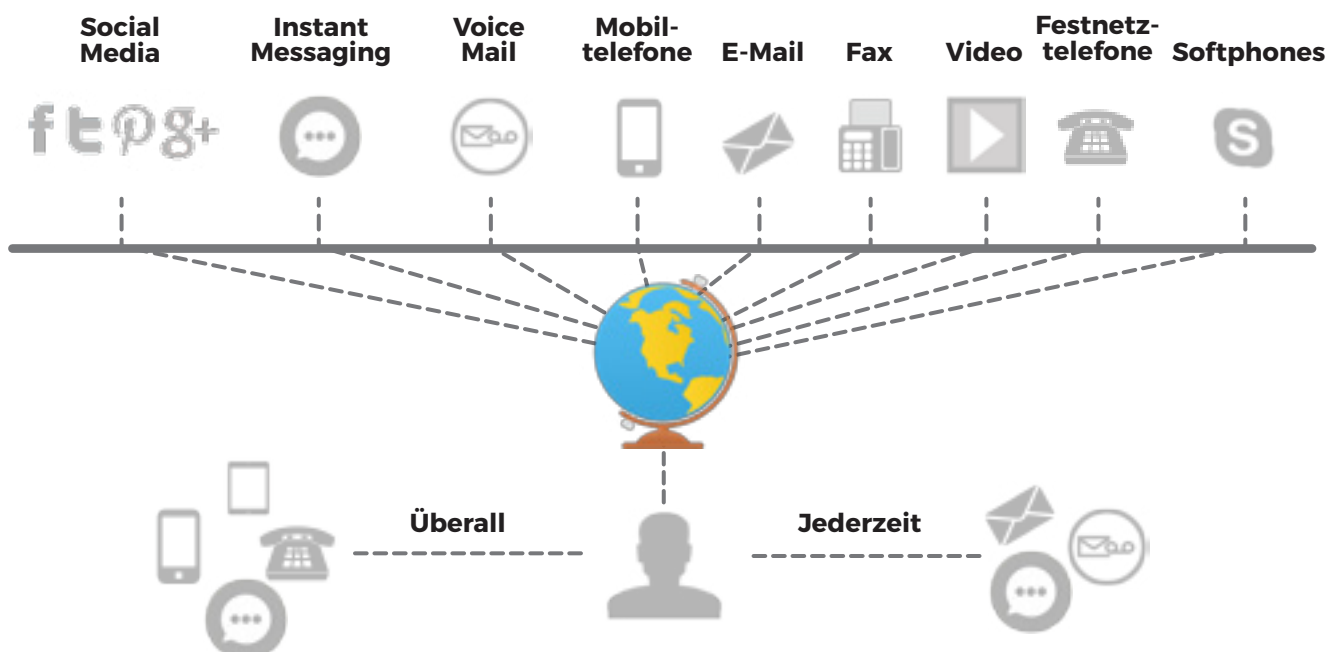 Social
Media
Instant
Messaging
Voice
Mail
Mobil-
telefone
E-Mail
Fax
Video
Festnetz-
telefone
Softphones
Überall
Jederzeit